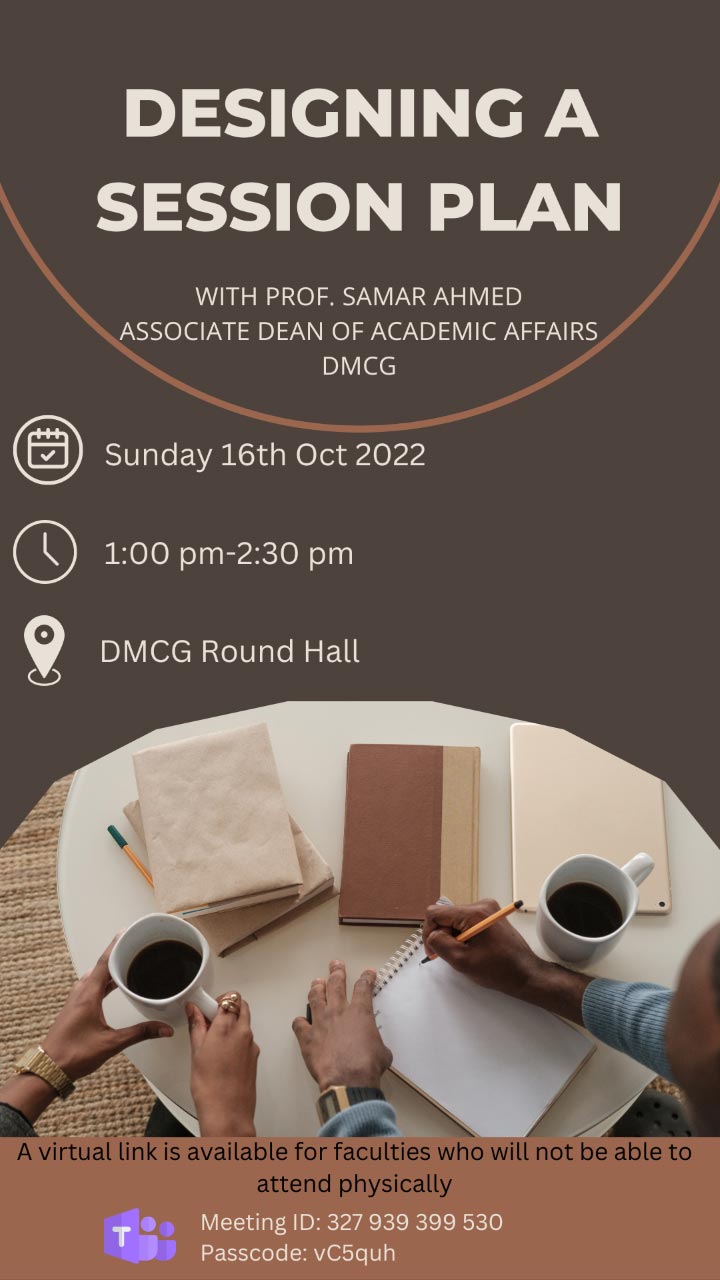 DESIGNING A
SESSION PLAN
WITH PROF. SAMAR AHMED
ASSOCIATE DEAN OF ACADEMIC AFFAIRS
DMCG
Sunday 16th Oct 2022
1:00 pm-2:30 pm
DMCG Round Hall
A virtual link is available for faculties who will not be able to
attend physically
T
Meeting ID: 327 939 399 530
Passcode: vC5quh